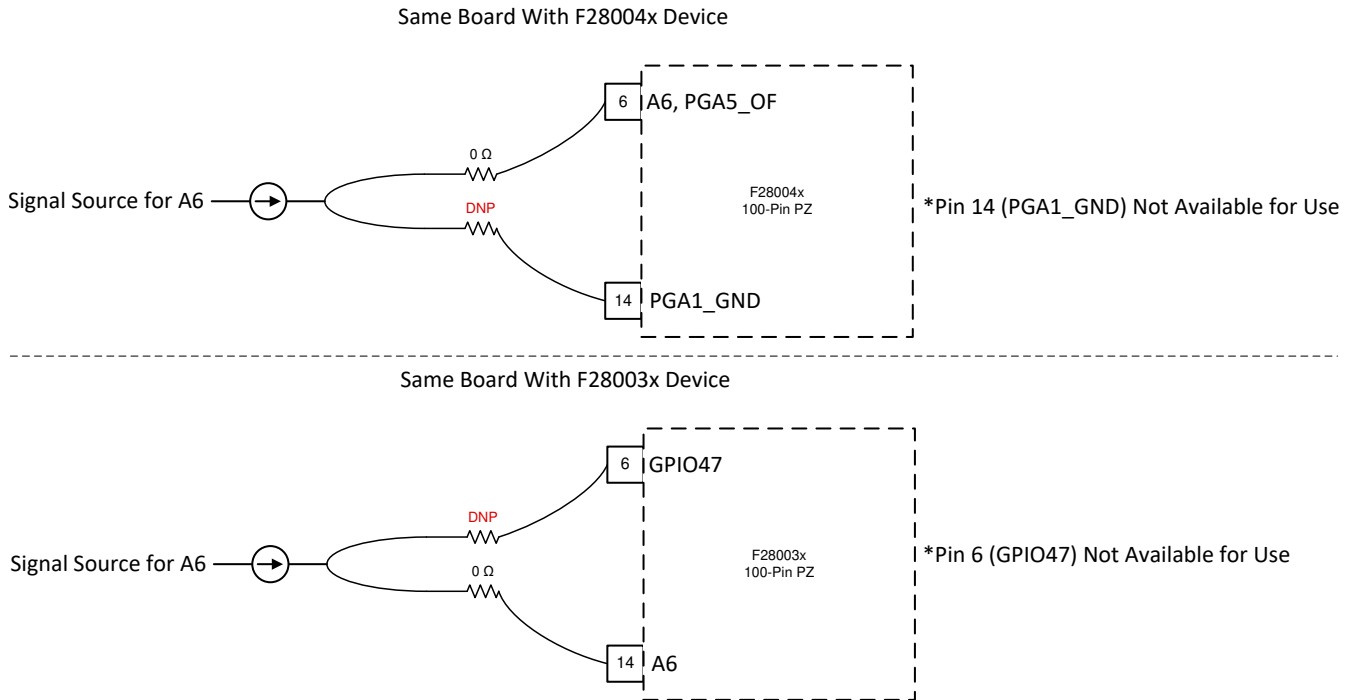 Same Board With F28004x Device
6 A6, PGA5_OF
0 Ω
Signal Source for A6
DNP
F28004x
100-Pin PZ
*Pin 14 (PGA1_GND) Not Available for Use
14 PGA1_GND
Same Board With F28003x Device
6 GPIO47
DNP
Signal Source for A6
0 Ω
F28003x
100-Pin PZ
*Pin 6 (GPIO47) Not Available for Use
14 A6